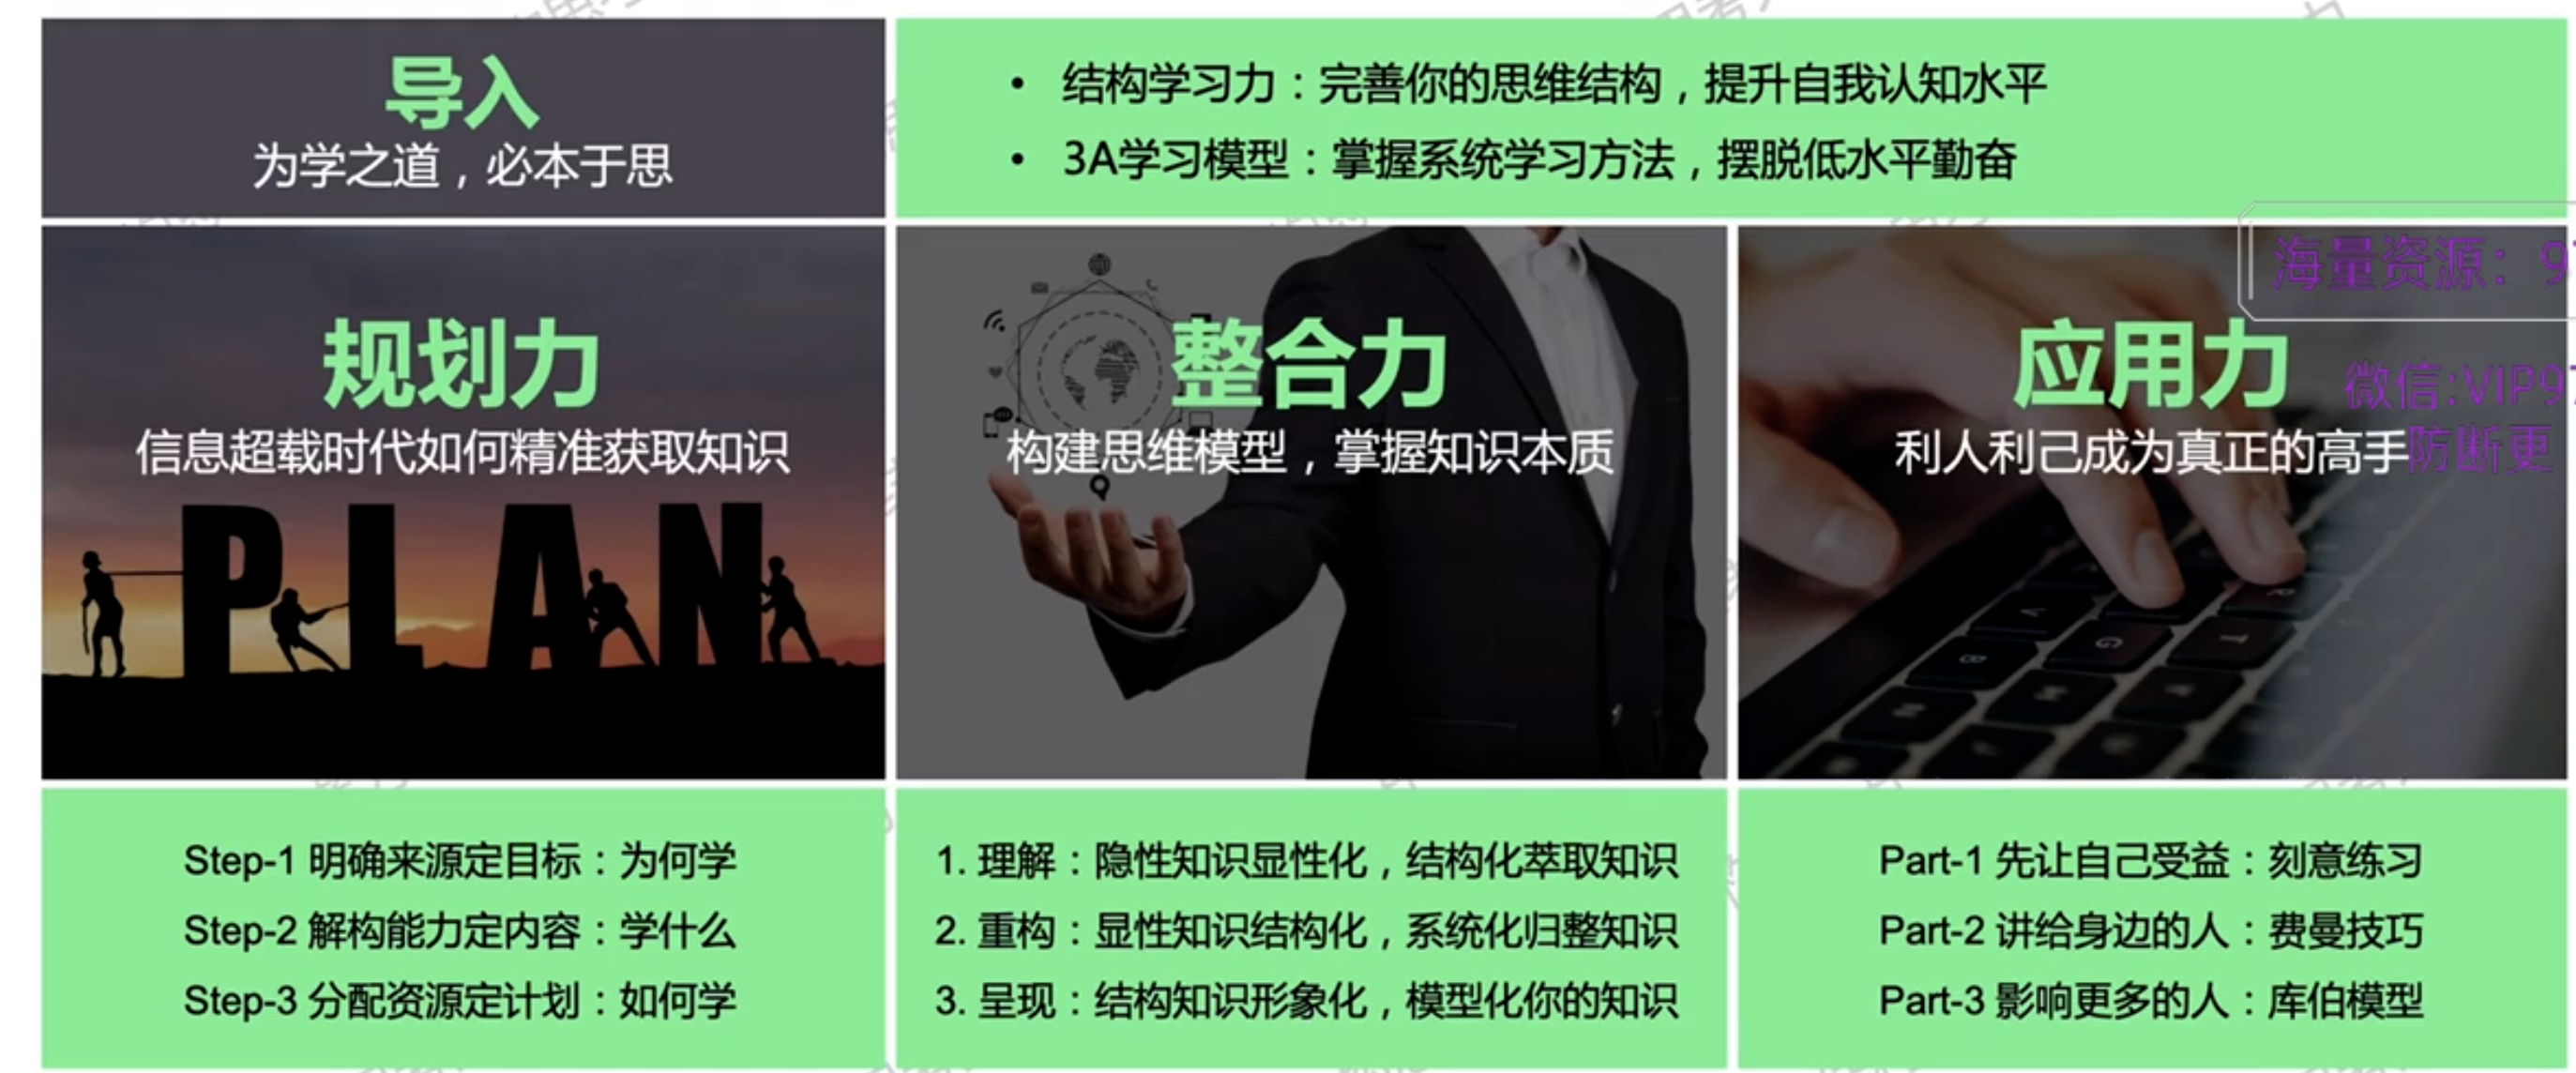 导入
为学之道，必本于思
• 结构学习力：完善你的思维结构，提升自我认知水平
• 3A学习模型：掌握系统学习方法，摆脱低水平勤奋
规划力
信息超载时代如何精准获取知识
PLAN
Step-1 明确来源定目标：为何学
Step-2 解构能力定内容：学什么
Step-3 分配资源定计划：如何学
整合力
构建思维模型，掌握知识本质
1. 理解：隐性知识显性化，结构化萃取知识
2. 重构：显性知识结构化，系统化归整知识
3. 呈现：结构知识形象化，模型化你的知识
应用力
利人利己成为真正的高手
Part-1 先让自己受益：刻意练习
Part-2 讲给身边的人：费曼技巧
Part-3 影响更多的人：库伯模型
海量资源：9
微信:VIP97
防断更